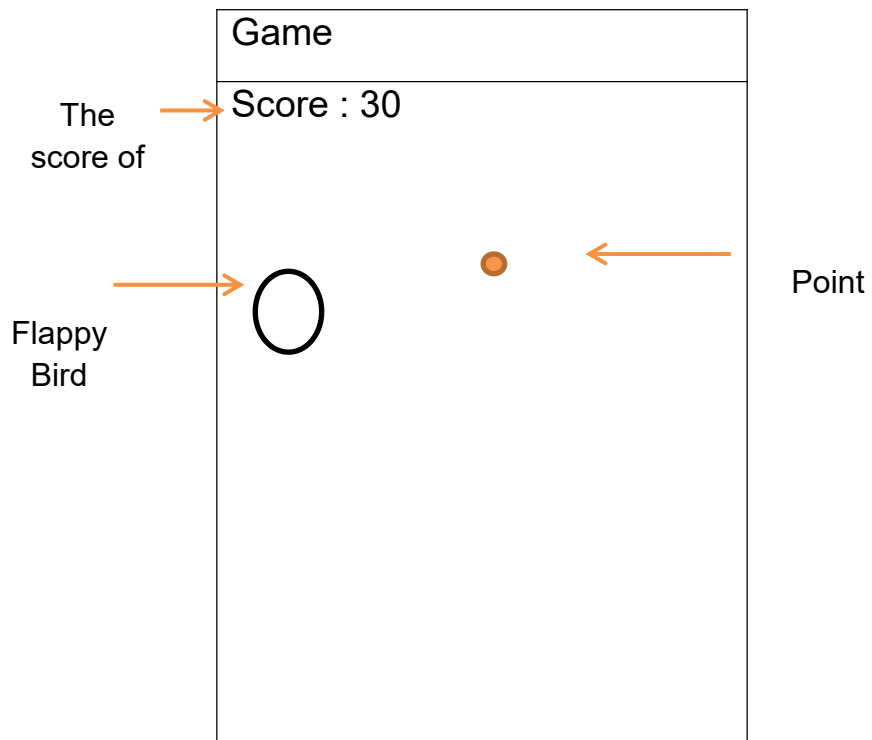 Game
Score : 30
The
score of
Point
Flappy
Bird